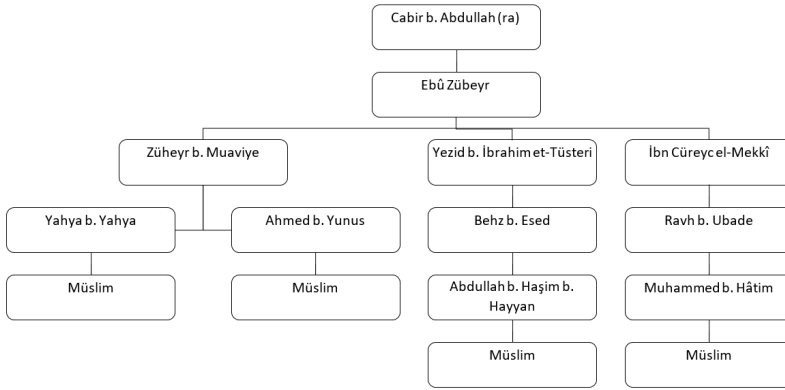 Cabir b. Abdullah (ra)
Ebû Zübeyr
Züheyr b. Muaviye
Yezid b. İbrahim et-Tüsteri
İbn Cüreyc el-Mekkî
Yahya b. Yahya
Ahmed b. Yunus
Behz b. Esed
Ravh b. Ubade
Müslim
Müslim
Abdullah b. Haşim b.
Hayyan
Muhammed b. Hâtim
Müslim
Müslim